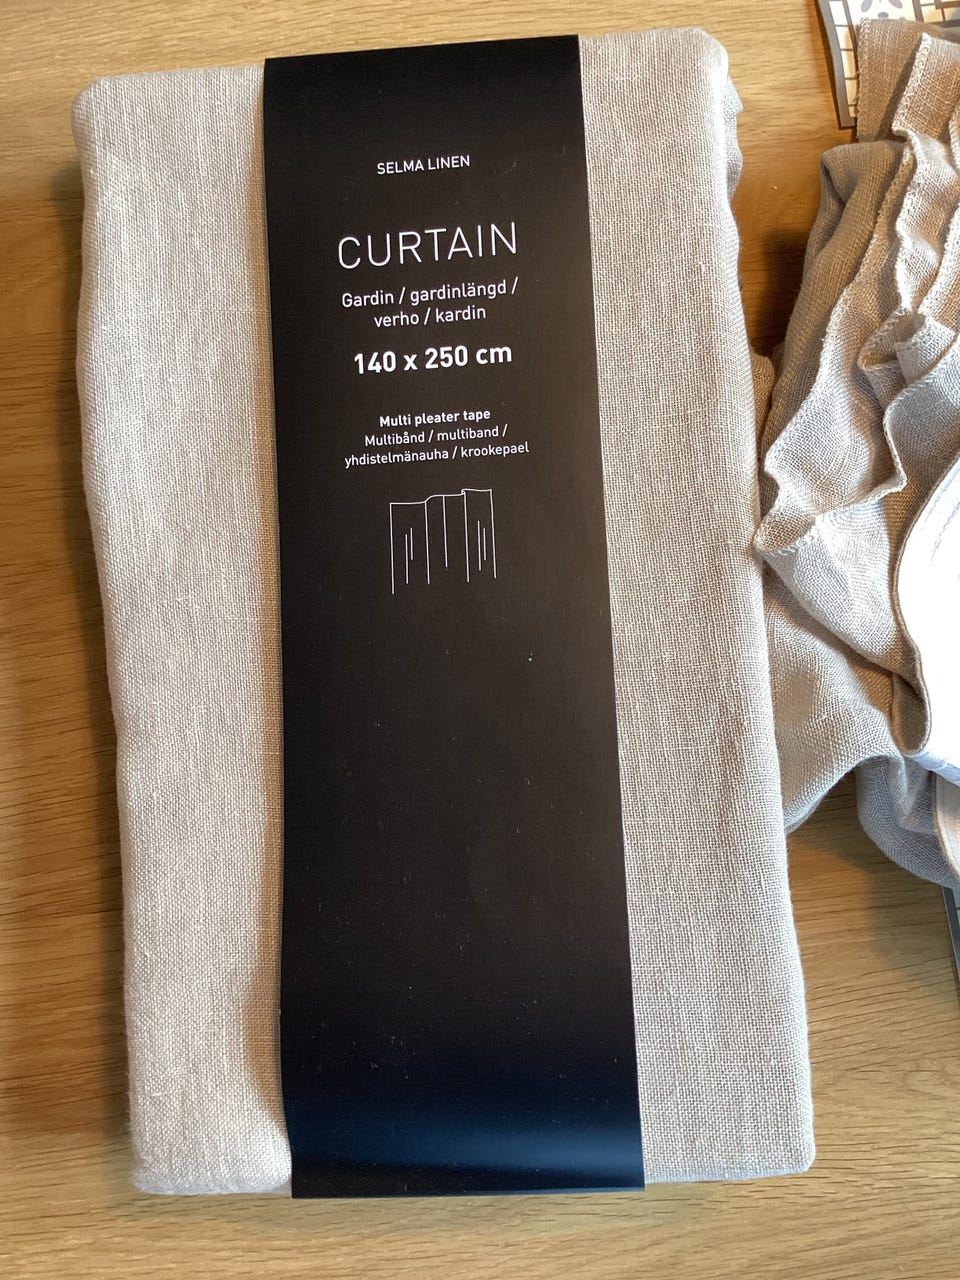 SELMA LINEN
CURTAIN
Gardin / gardinlängd /
verho / kardin
140 x 250 cm
Multi pleater tape
Multibånd / multiband /
yhdistelmänauha / krookepael